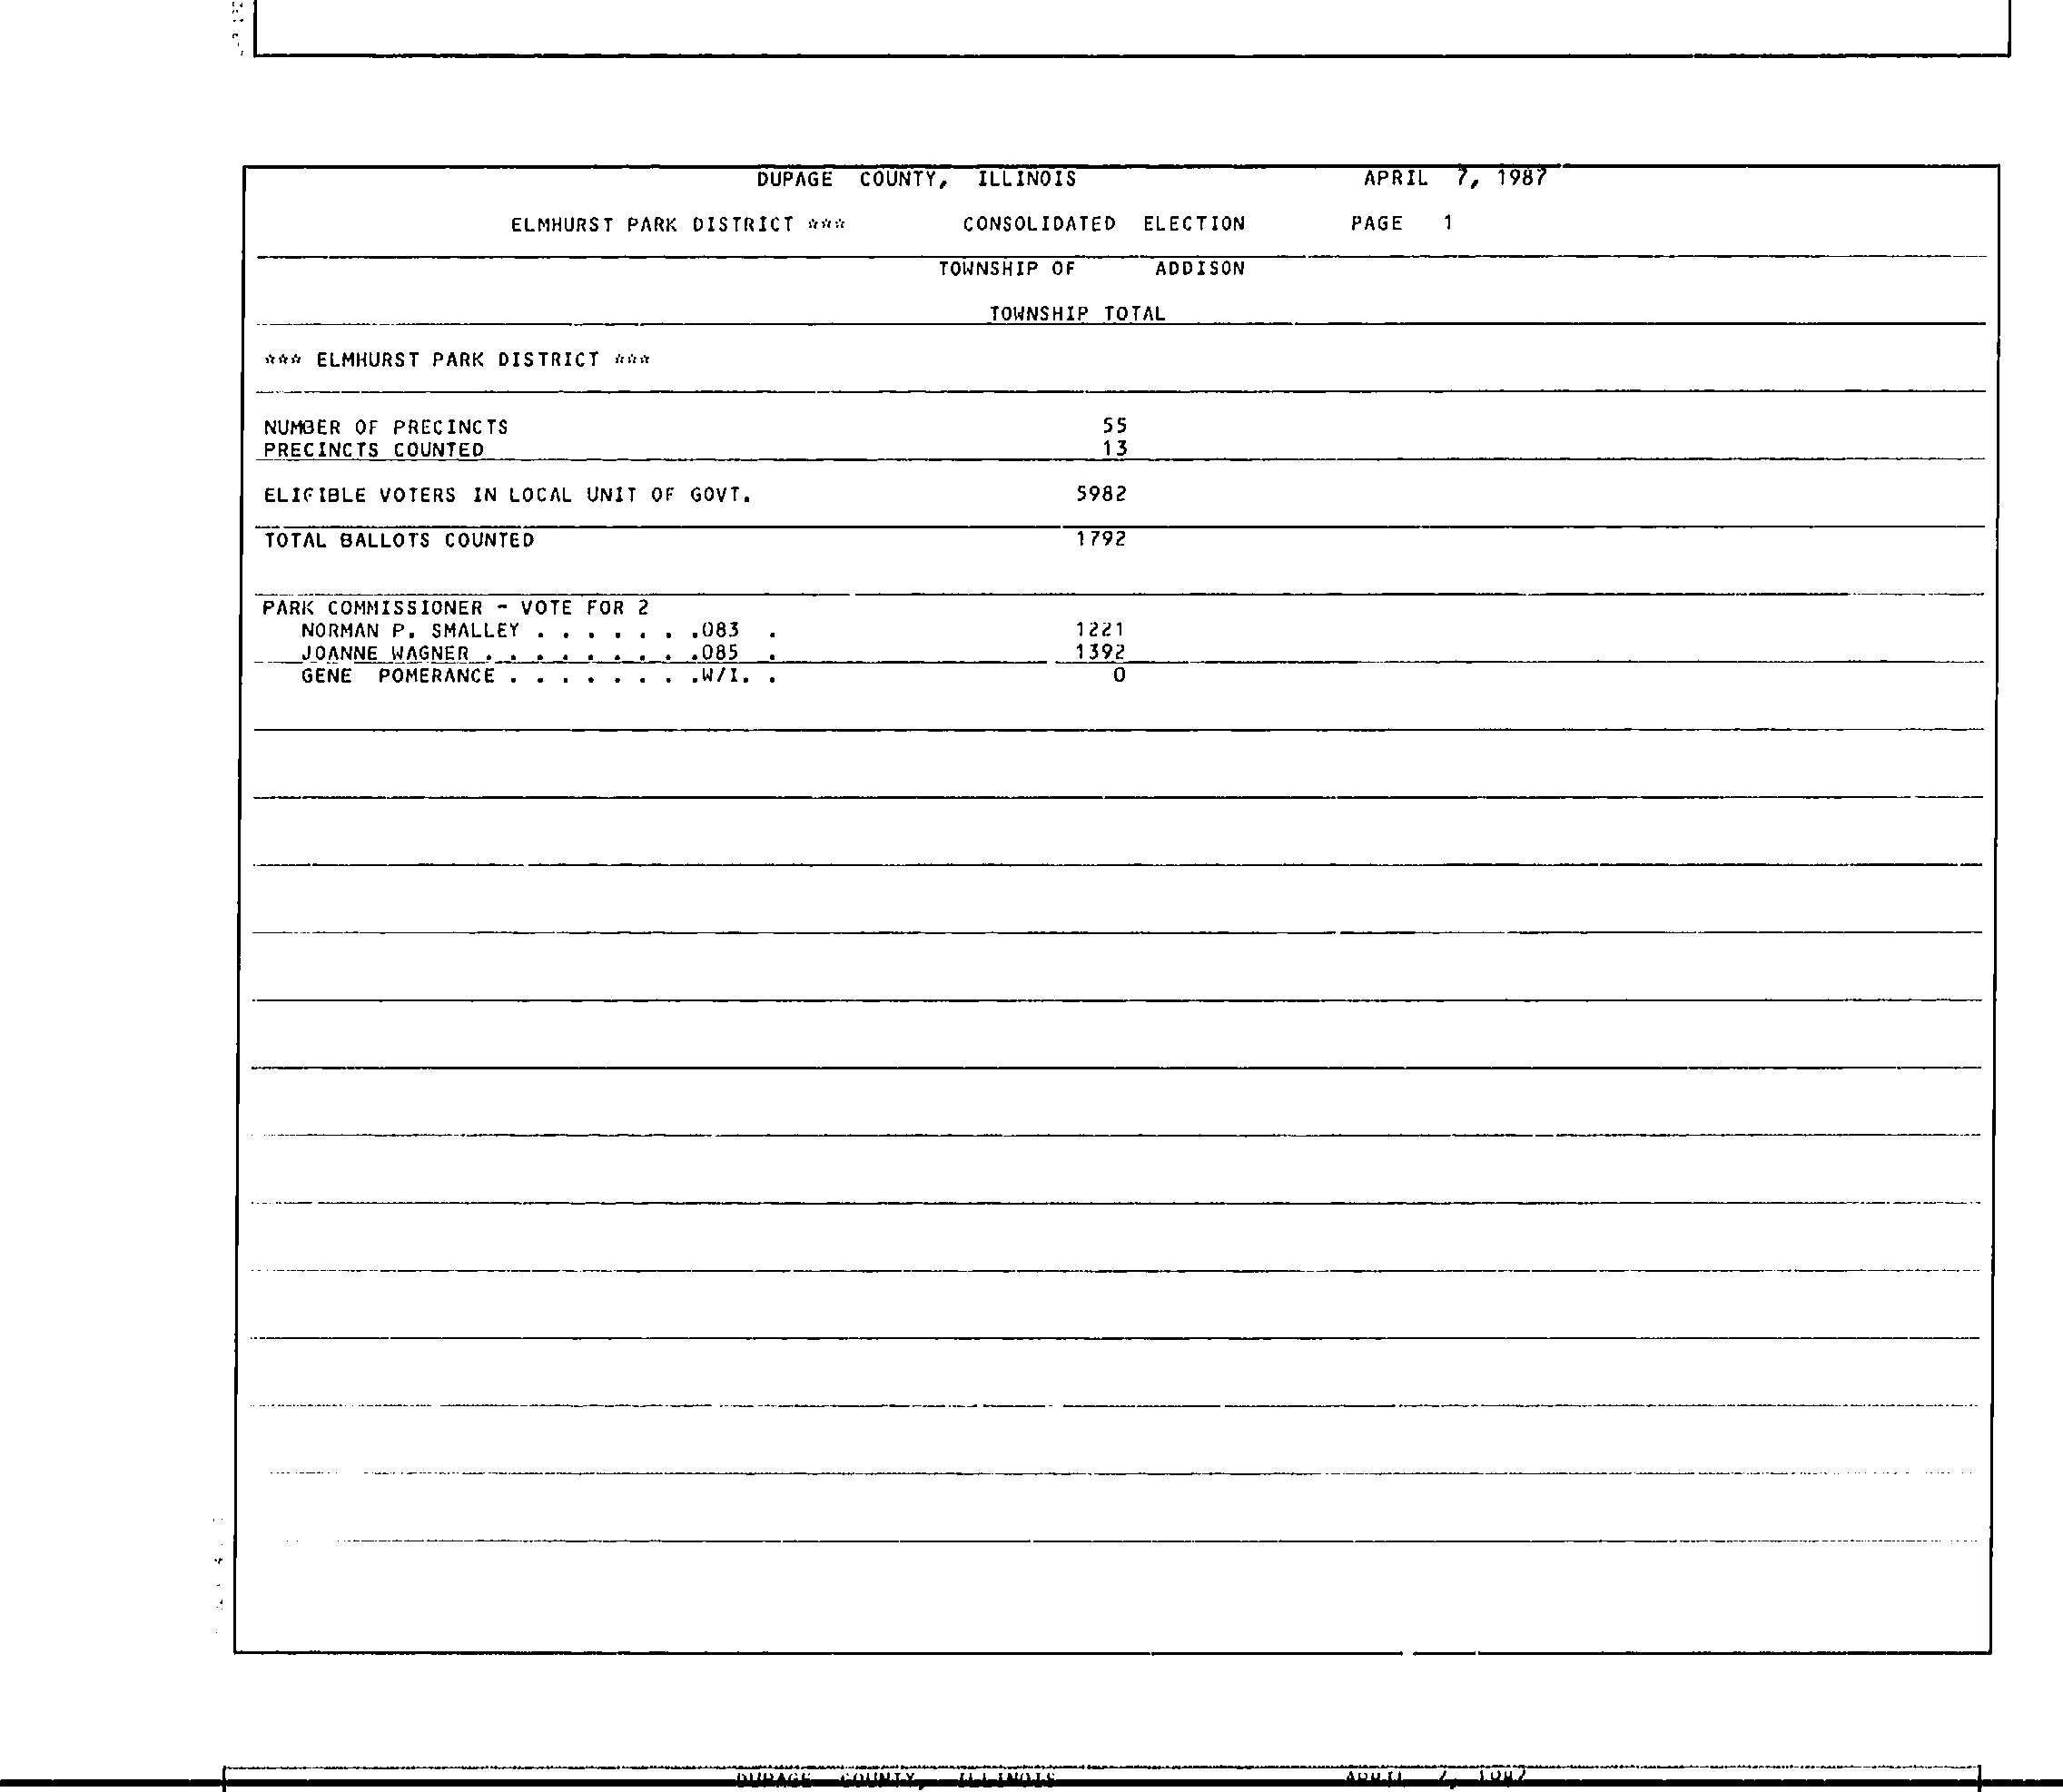 DUPAGE COUNTY, ILLINOIS APRIL 7, 1987
ELMHURST PARK DISTRICT *** CONSOLIDATED ELECTION PAGE 1
TOWNSHIP OF ADDISON
TOWNSHIP TOTAL
*** ELMHURST PARK DISTRICT ***
NUMBER OF PRECINCTS 55
PRECINCTS COUNTED 13
ELIGIBLE VOTERS IN LOCAL UNIT OF GOVT. 5982
TOTAL BALLOTS COUNTED 1792
PARK COMMISSIONER - VOTE FOR 2
NORMAN P. SMALLEY . . . . . . .083 . 1221
JOANNE WAGNER . . . . . . . . .085 . 1392
GENE POMERANCE . . . . . . . .W/I. . 0
DUPAGE COUNTY, ILLINOIS APRIL 7, 1987